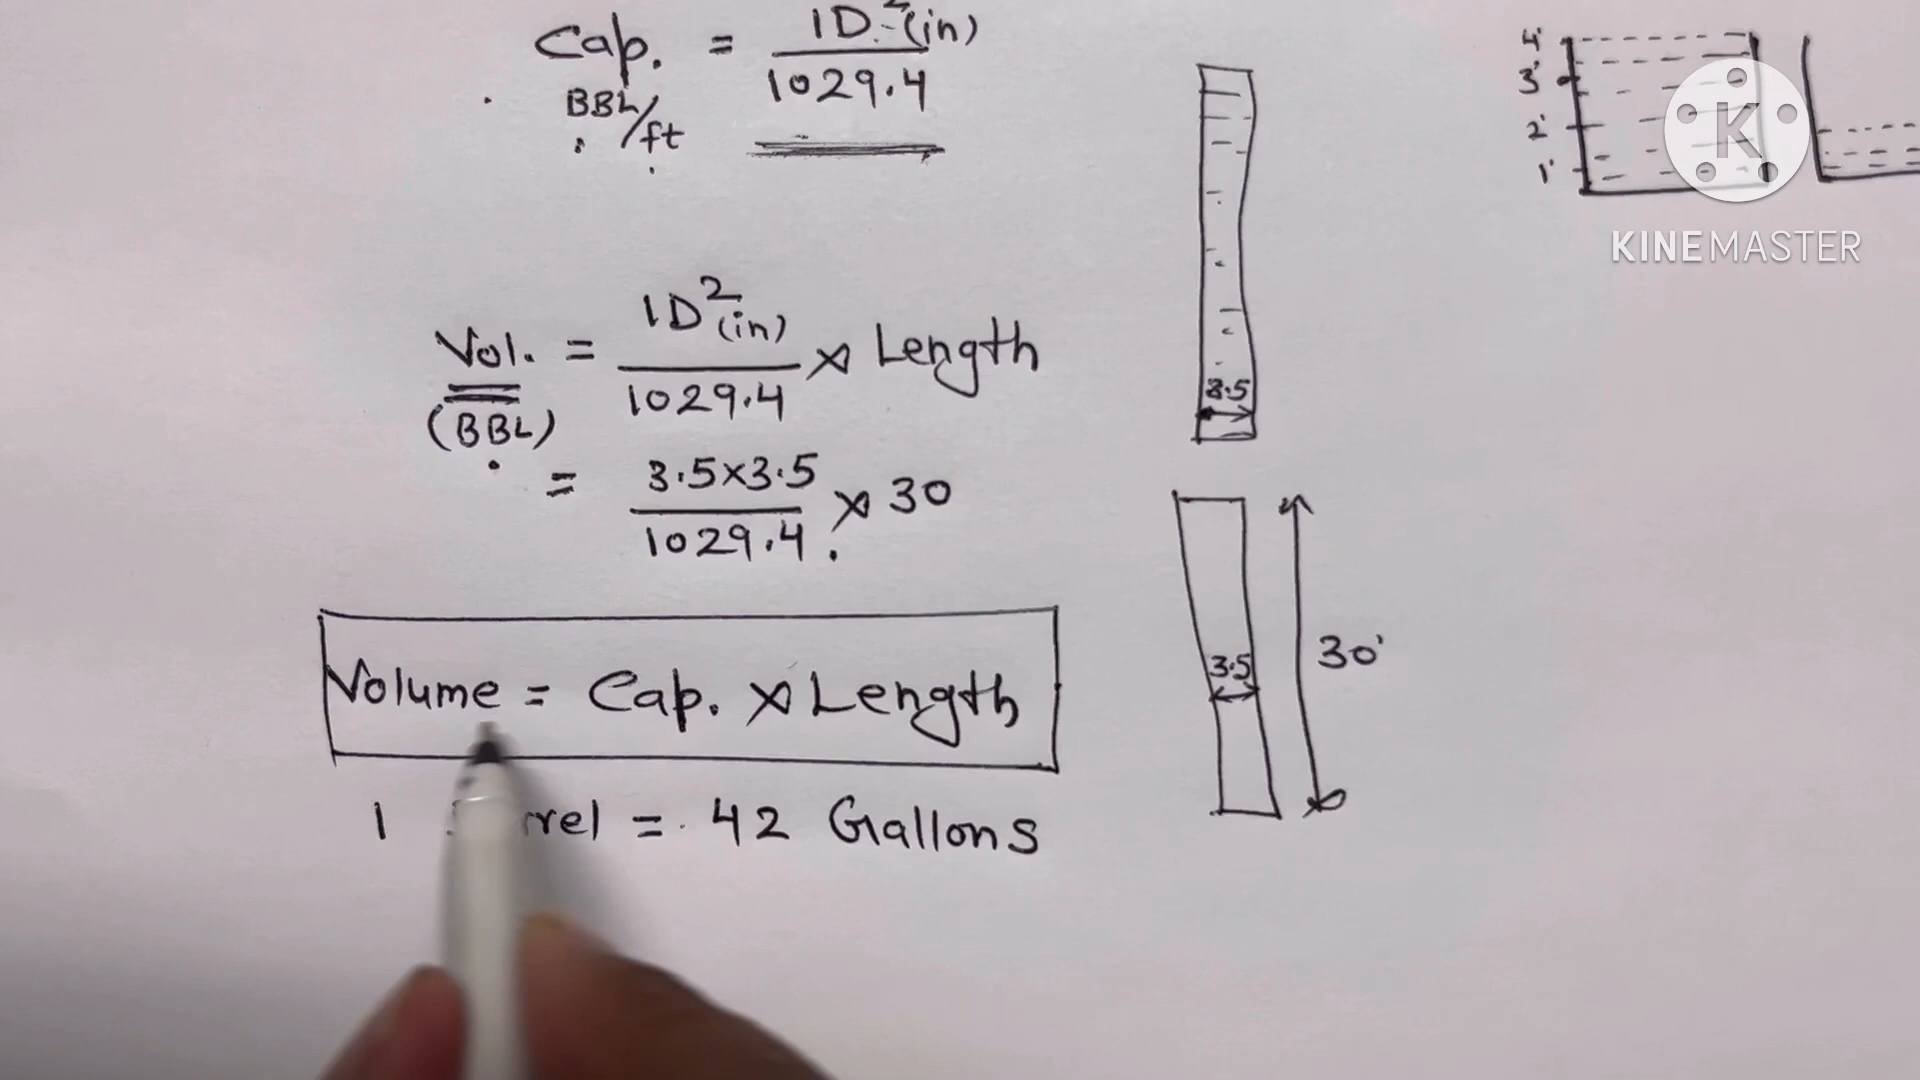 Cap. = ID²(in) / 1029.4
BBL/ft
4'
3'
2'
1'
K
KINEMASTER
Vol. = ID²(in) / 1029.4 × Length
(BBL)
= 3.5×3.5 / 1029.4 × 30
3.5
Volume = Cap. × Length
3.5
30'
1 rrel = 42 Gallons